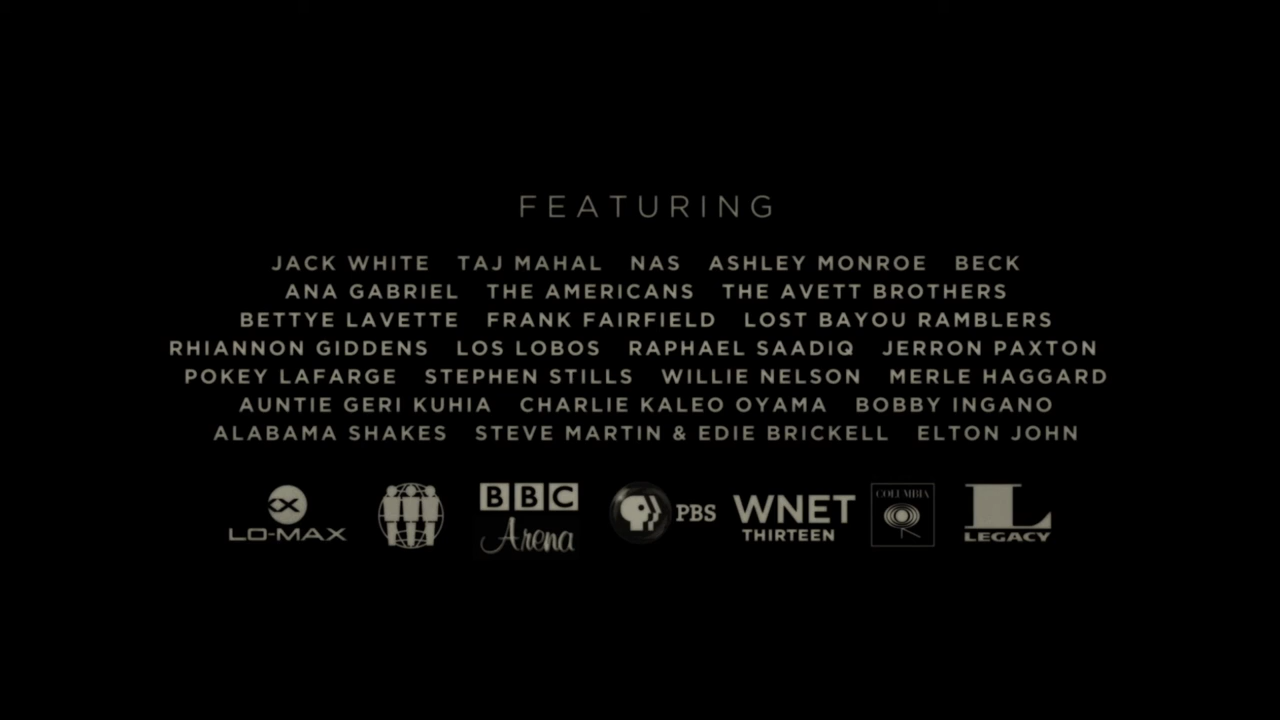 FEATURING
JACK WHITE TAJ MAHAL NAS ASHLEY MONROE BECK
ANA GABRIEL THE AMERICANS THE AVETT BROTHERS
BETTYE LAVETTE FRANK FAIRFIELD LOST BAYOU RAMBLERS
RHIANNON GIDDENS LOS LOBOS RAPHAEL SAADIQ JERRON PAXTON
POKEY LAFARGE STEPHEN STILLS WILLIE NELSON MERLE HAGGARD
AUNTIE GERI KUHIA CHARLIE KALEO OYAMA BOBBY INGANO
ALABAMA SHAKES STEVE MARTIN & EDIE BRICKELL ELTON JOHN
LO-MAX BBC Arena PBS WNET THIRTEEN COLUMBIA L LEGACY